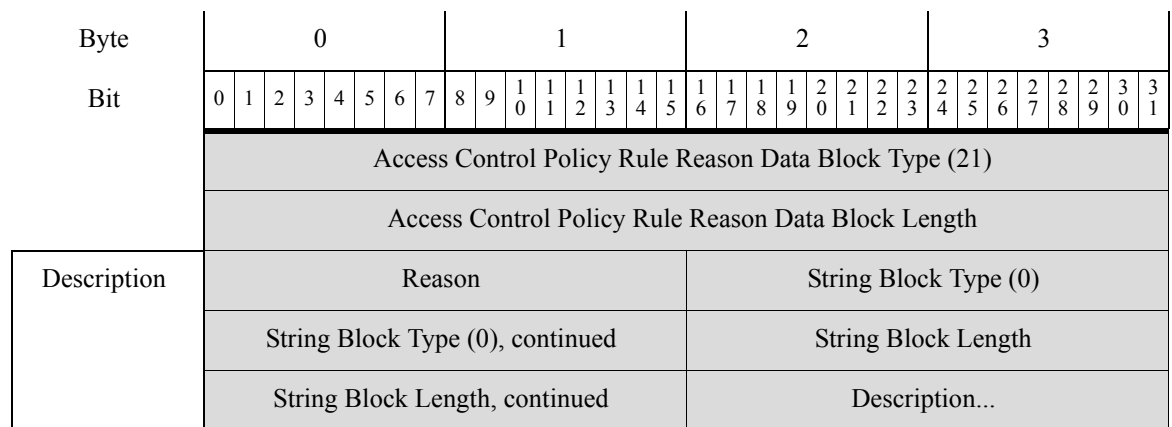 Byte 0 1 2 3
Bit 0 1 2 3 4 5 6 7 8 9 10 11 12 13 14 15 16 17 18 19 20 21 22 23 24 25 26 27 28 29 30 31
Access Control Policy Rule Reason Data Block Type (21)
Access Control Policy Rule Reason Data Block Length
Description Reason String Block Type (0)
String Block Type (0), continued String Block Length
String Block Length, continued Description...